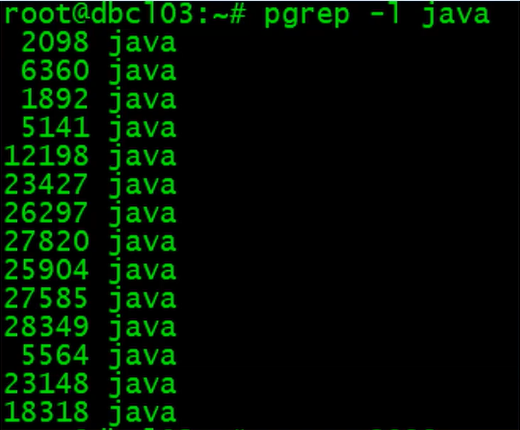 root@dbcl03:~# pgrep -l java
 2098 java
 6360 java
 1892 java
 5141 java
12198 java
23427 java
26297 java
27820 java
25904 java
27585 java
28349 java
 5564 java
23148 java
18318 java